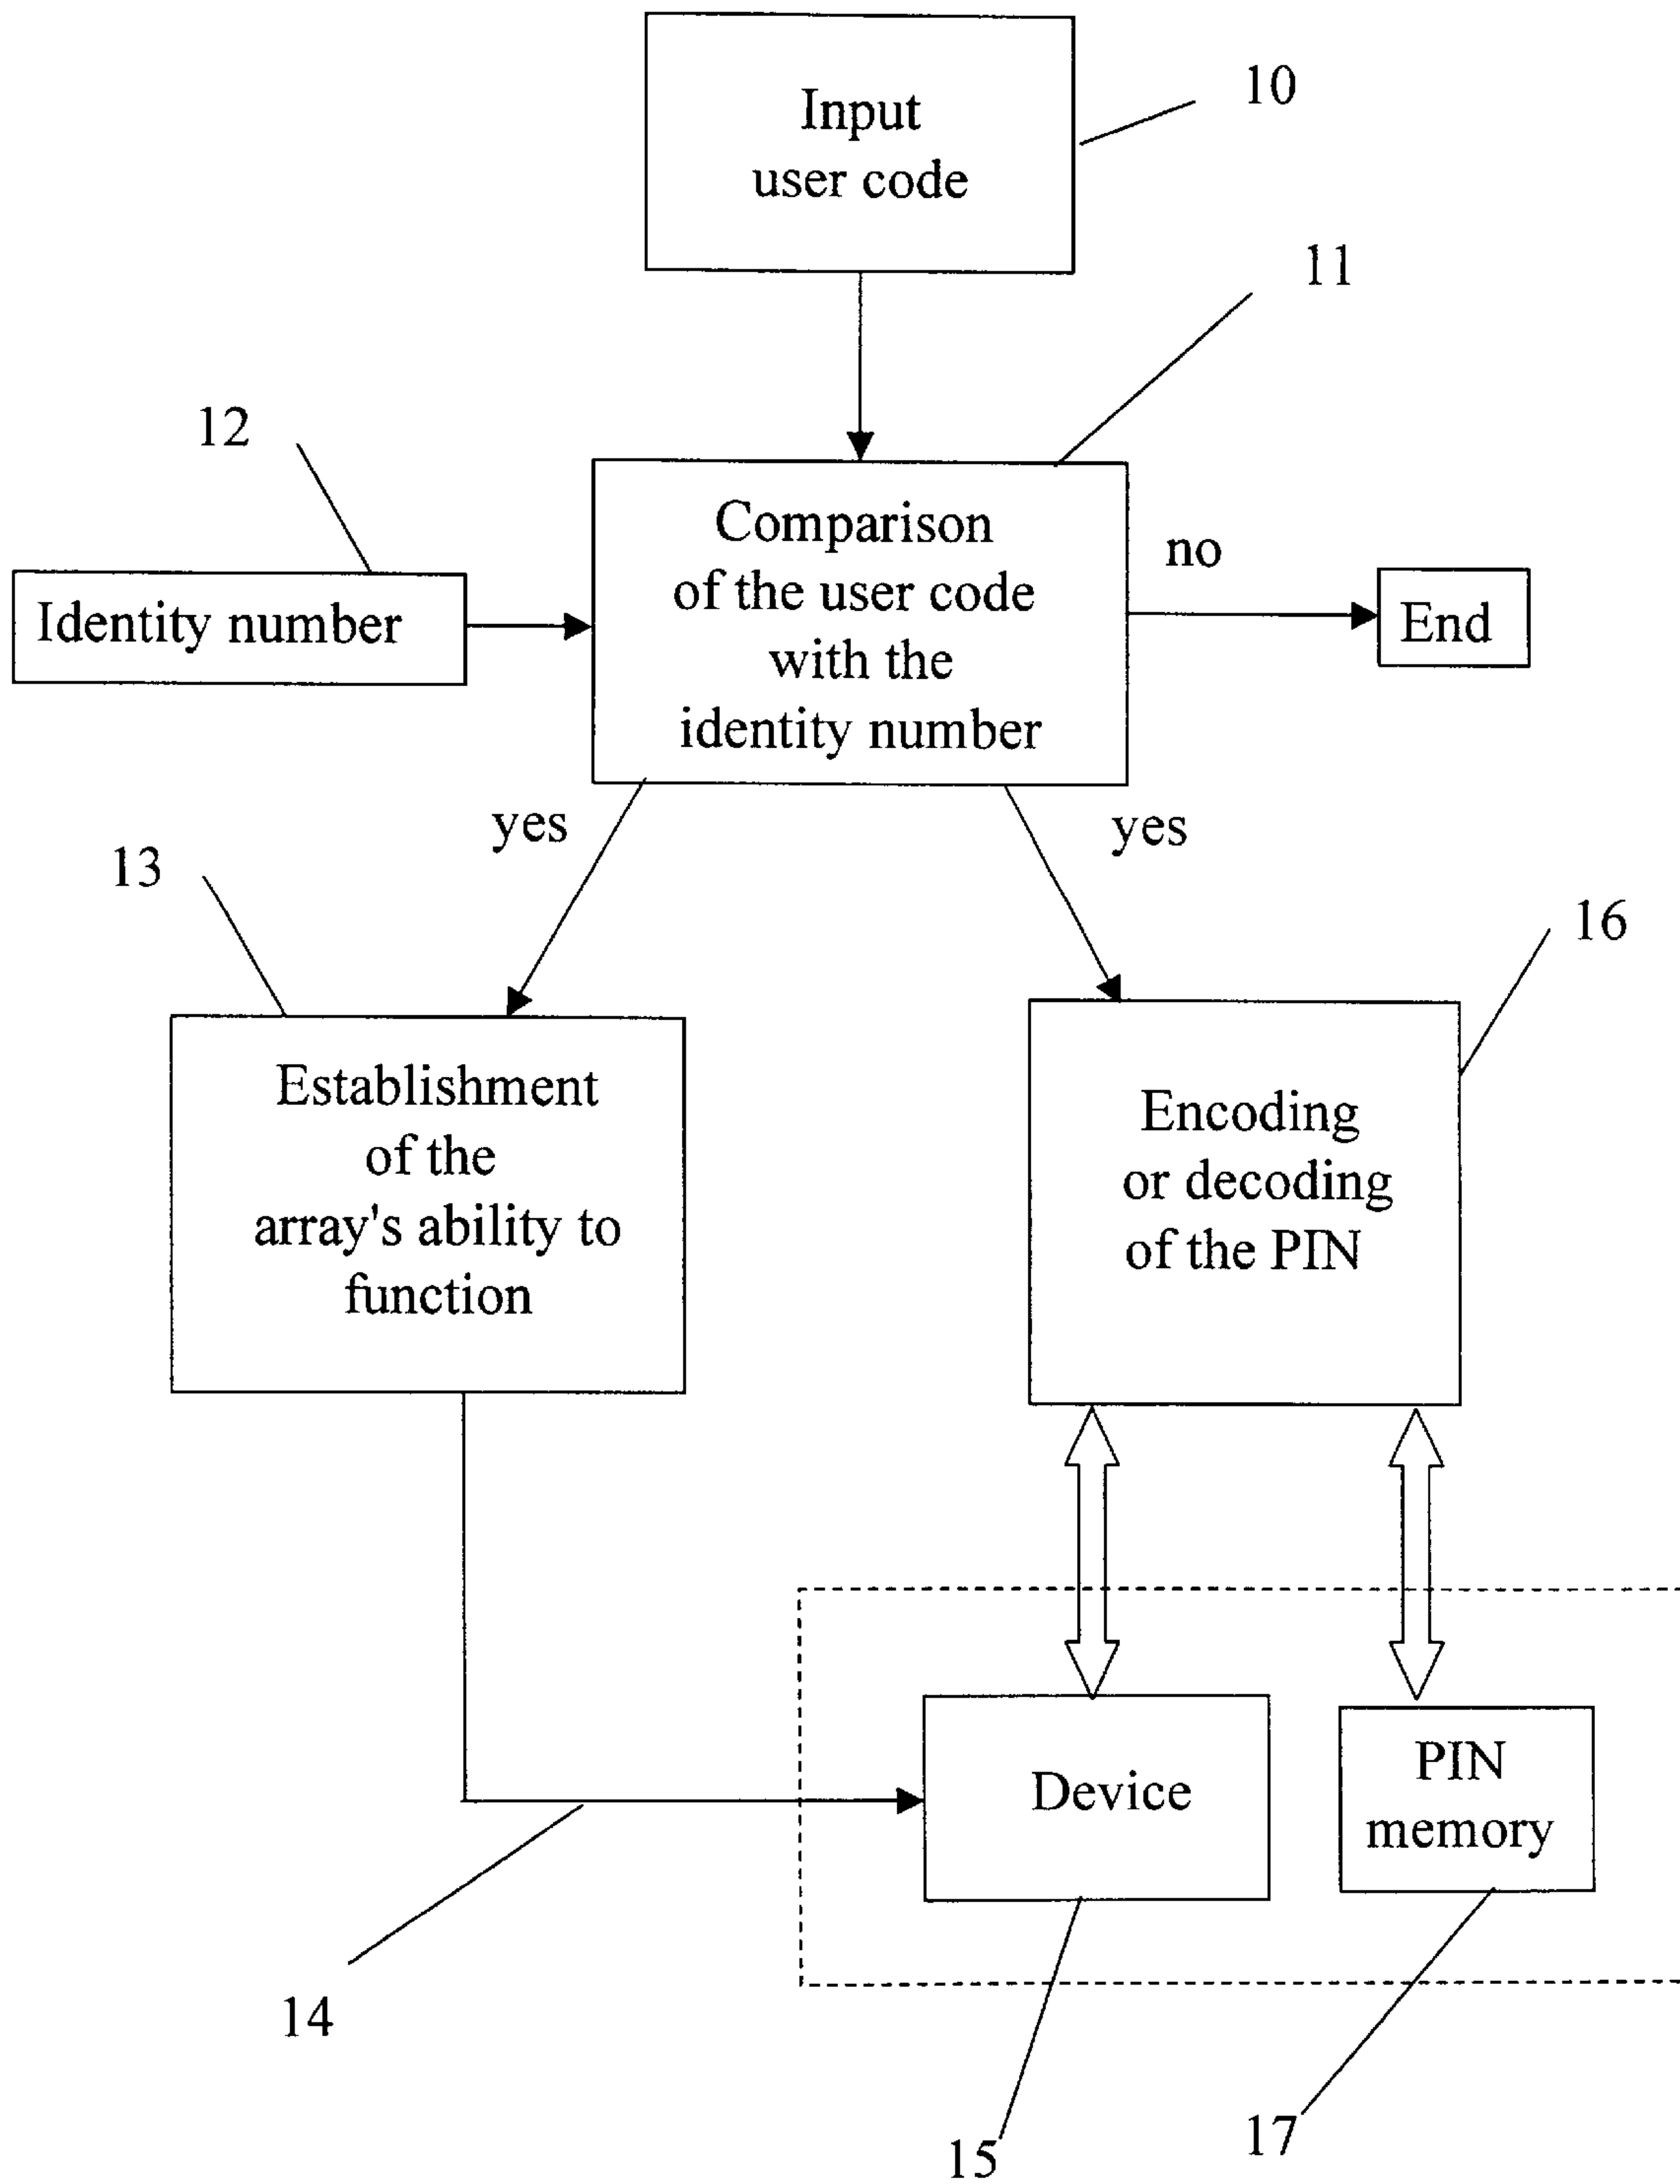 10
Input
user code
11
12
Comparison
of the user code
with the
identity number
no
Identity number
End
yes
yes
13
16
Establishment
of the
array's ability to
function
Encoding
or decoding
of the PIN
Device
PIN
memory
14
15
17